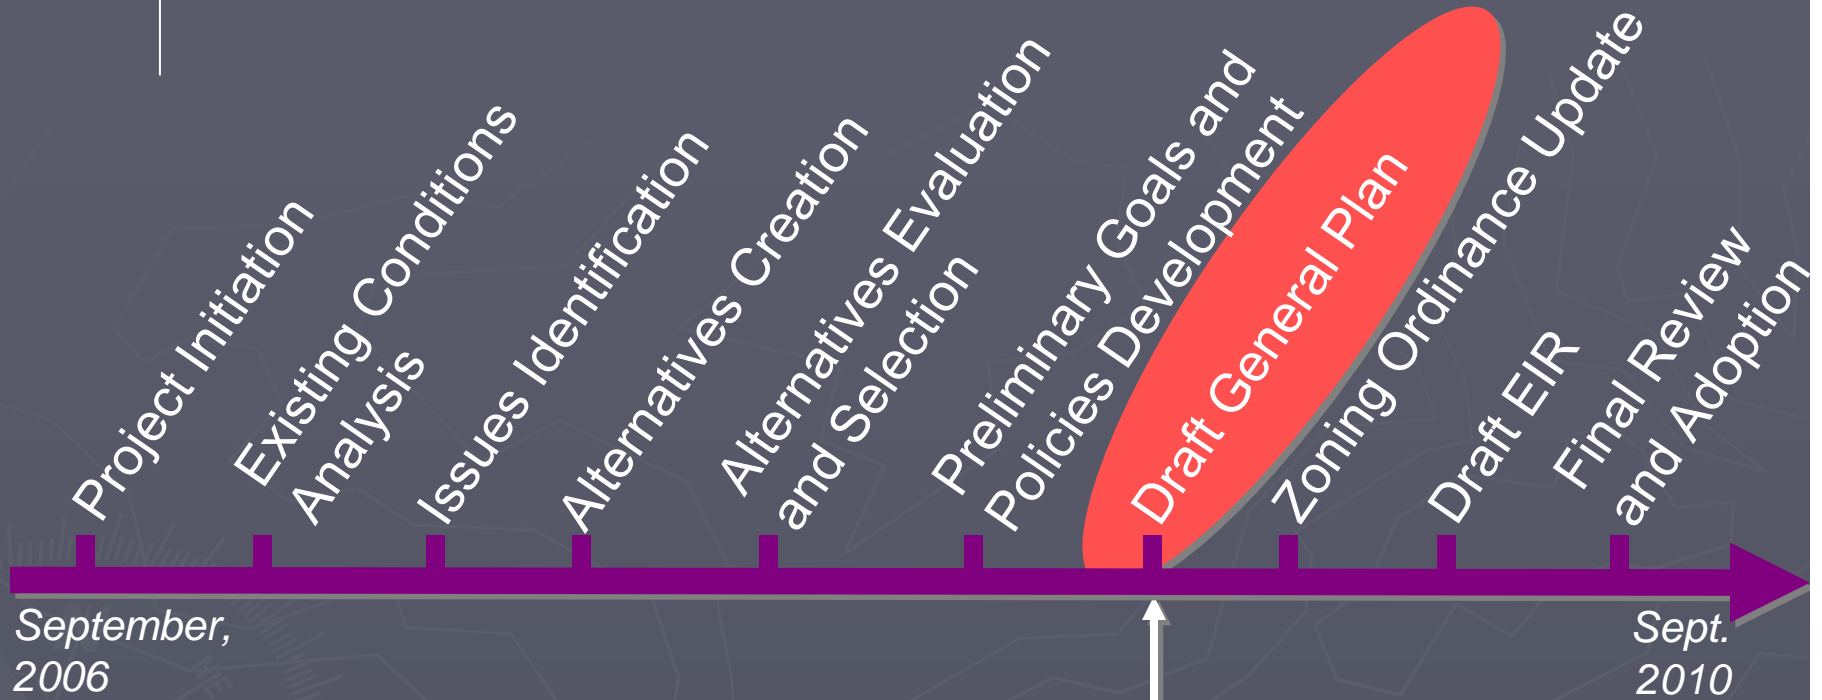 Project Initiation
Existing Conditions
Analysis
Issues Identification
Alternatives Creation
Alternatives Evaluation
and Selection
Preliminary Goals and
Policies Development
Draft General Plan
Zoning Ordinance Update
Draft EIR
Final Review
and Adoption
September,
2006
Sept.
2010